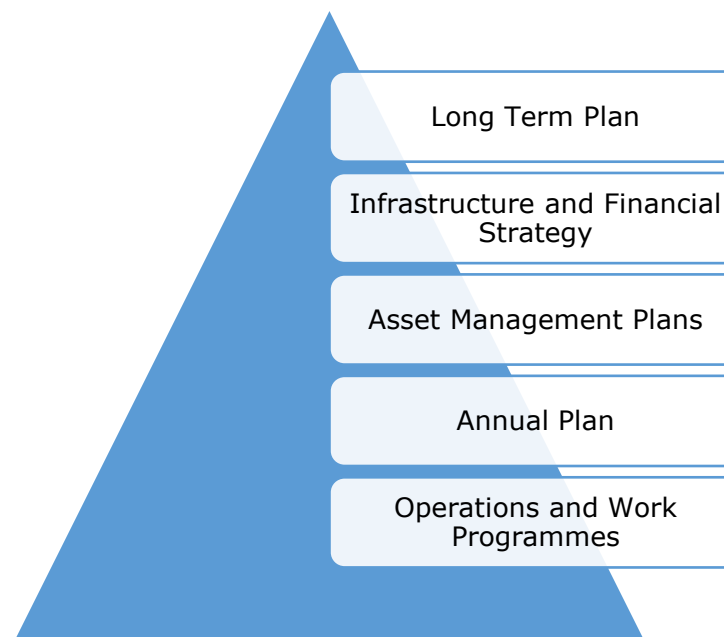 Long Term Plan
Infrastructure and Financial
Strategy
Asset Management Plans
Annual Plan
Operations and Work
Programmes